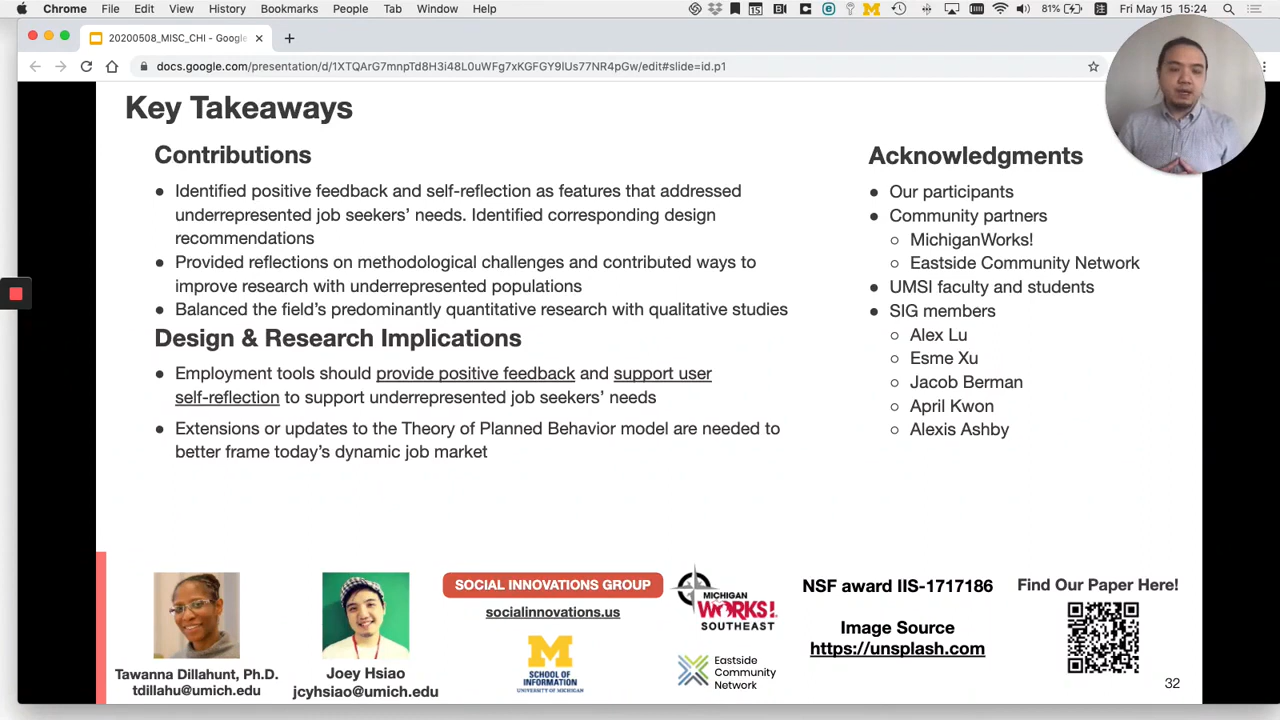 Chrome File Edit View History Bookmarks People Tab Window Help 81% Fri May 15 15:24
20200508_MISC_CHI - Google
docs.google.com/presentation/d/1XTQArG7mnpTd8H3i48L0uWFg7xKGFGY9lUs77NR4pGw/edit#slide=id.p1
Key Takeaways
Contributions
● Identified positive feedback and self-reflection as features that addressed
underrepresented job seekers’ needs. Identified corresponding design
recommendations
● Provided reflections on methodological challenges and contributed ways to
improve research with underrepresented populations
● Balanced the field’s predominantly quantitative research with qualitative studies
Design & Research Implications
● Employment tools should provide positive feedback and support user
self-reflection to support underrepresented job seekers’ needs
● Extensions or updates to the Theory of Planned Behavior model are needed to
better frame today’s dynamic job market
Acknowledgments
● Our participants
● Community partners
○ MichiganWorks!
○ Eastside Community Network
● UMSI faculty and students
● SIG members
○ Alex Lu
○ Esme Xu
○ Jacob Berman
○ April Kwon
○ Alexis Ashby
Tawanna Dillahunt, Ph.D.
tdillahu@umich.edu
Joey Hsiao
jcyhsiao@umich.edu
SOCIAL INNOVATIONS GROUP
socialinnovations.us
M
SCHOOL OF
INFORMATION
UNIVERSITY OF MICHIGAN
MICHIGAN
WORKS!
SOUTHEAST
Eastside
Community
Network
NSF award IIS-1717186
Image Source
https://unsplash.com
Find Our Paper Here!
32